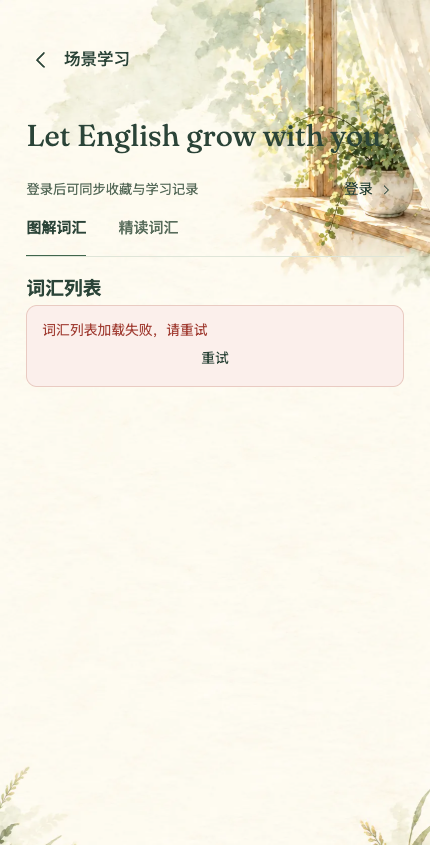 场景学习
Let English grow with you.
登录后可同步收藏与学习记录
登录
图解词汇 精读词汇
词汇列表
词汇列表加载失败，请重试
重试